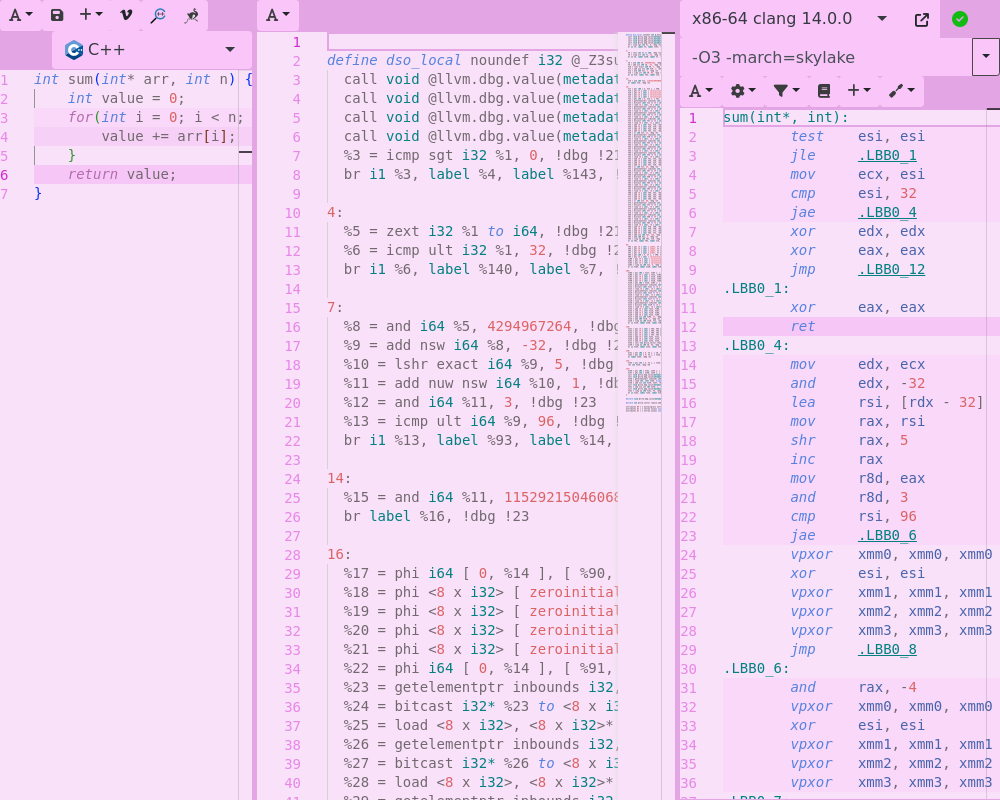 A
A
x86-64 clang 14.0.0
C++
-O3 -march=skylake
A
1 int sum(int* arr, int n) {
2 int value = 0;
3 for(int i = 0; i < n;
4 value += arr[i];
5 }
6 return value;
7 }
1
2 define dso_local noundef i32 @_Z3su
3 call void @llvm.dbg.value(metadat
4 call void @llvm.dbg.value(metadat
5 call void @llvm.dbg.value(metadat
6 call void @llvm.dbg.value(metadat
7 %3 = icmp sgt i32 %1, 0, !dbg !21
8 br i1 %3, label %4, label %143, !
9
10 4:
11 %5 = zext i32 %1 to i64, !dbg !21
12 %6 = icmp ult i32 %1, 32, !dbg !2
13 br i1 %6, label %140, label %7, !
14
15 7:
16 %8 = and i64 %5, 4294967264, !dbg
17 %9 = add nsw i64 %8, -32, !dbg !2
18 %10 = lshr exact i64 %9, 5, !dbg
19 %11 = add nuw nsw i64 %10, 1, !db
20 %12 = and i64 %11, 3, !dbg !23
21 %13 = icmp ult i64 %9, 96, !dbg !
22 br i1 %13, label %93, label %14,
23
24 14:
25 %15 = and i64 %11, 11529215046068
26 br label %16, !dbg !23
27
28 16:
29 %17 = phi i64 [ 0, %14 ], [ %90,
30 %18 = phi <8 x i32> [ zeroinitial
31 %19 = phi <8 x i32> [ zeroinitial
32 %20 = phi <8 x i32> [ zeroinitial
33 %21 = phi <8 x i32> [ zeroinitial
34 %22 = phi i64 [ 0, %14 ], [ %91,
35 %23 = getelementptr inbounds i32,
36 %24 = bitcast i32* %23 to <8 x i3
37 %25 = load <8 x i32>, <8 x i32>*
38 %26 = getelementptr inbounds i32,
39 %27 = bitcast i32* %26 to <8 x i3
40 %28 = load <8 x i32>, <8 x i32>*
1 sum(int*, int):
2 test esi, esi
3 jle .LBB0_1
4 mov ecx, esi
5 cmp esi, 32
6 jae .LBB0_4
7 xor edx, edx
8 xor eax, eax
9 jmp .LBB0_12
10 .LBB0_1:
11 xor eax, eax
12 ret
13 .LBB0_4:
14 mov edx, ecx
15 and edx, -32
16 lea rsi, [rdx - 32]
17 mov rax, rsi
18 shr rax, 5
19 inc rax
20 mov r8d, eax
21 and r8d, 3
22 cmp rsi, 96
23 jae .LBB0_6
24 vpxor xmm0, xmm0, xmm0
25 xor esi, esi
26 vpxor xmm1, xmm1, xmm1
27 vpxor xmm2, xmm2, xmm2
28 vpxor xmm3, xmm3, xmm3
29 jmp .LBB0_8
30 .LBB0_6:
31 and rax, -4
32 vpxor xmm0, xmm0, xmm0
33 xor esi, esi
34 vpxor xmm1, xmm1, xmm1
35 vpxor xmm2, xmm2, xmm2
36 vpxor xmm3, xmm3, xmm3